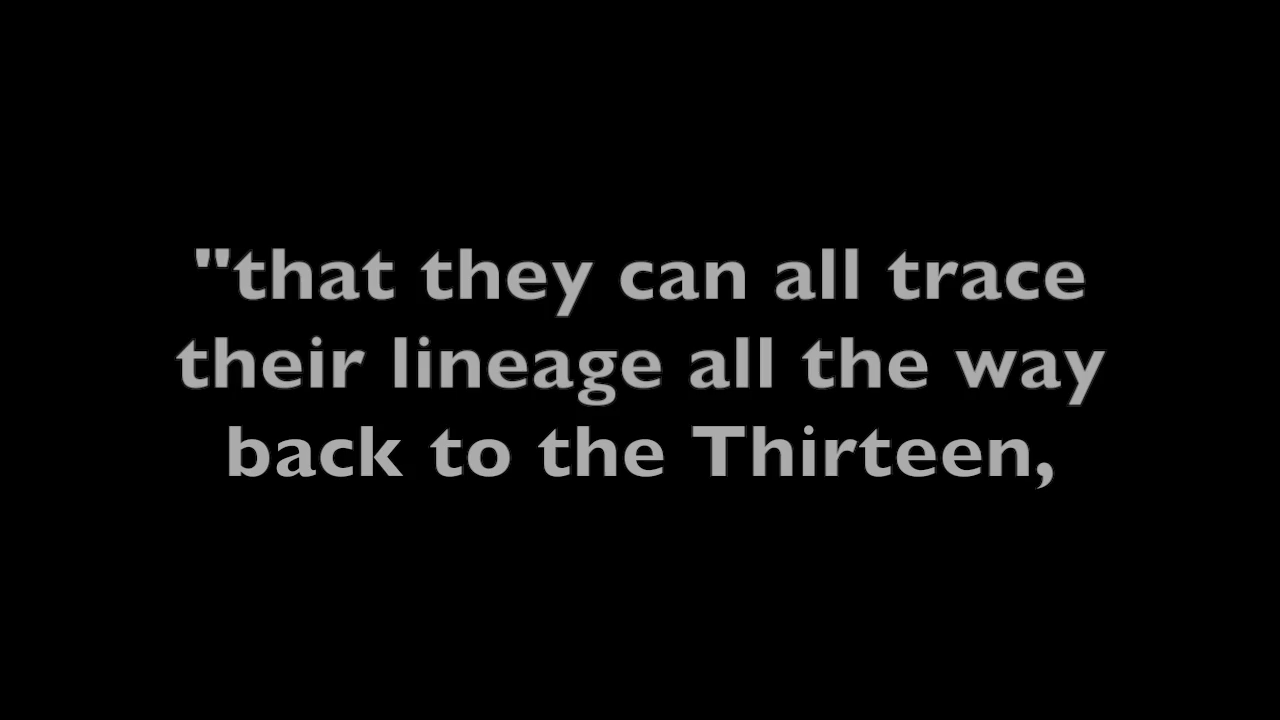 "that they can all trace
their lineage all the way
back to the Thirteen,